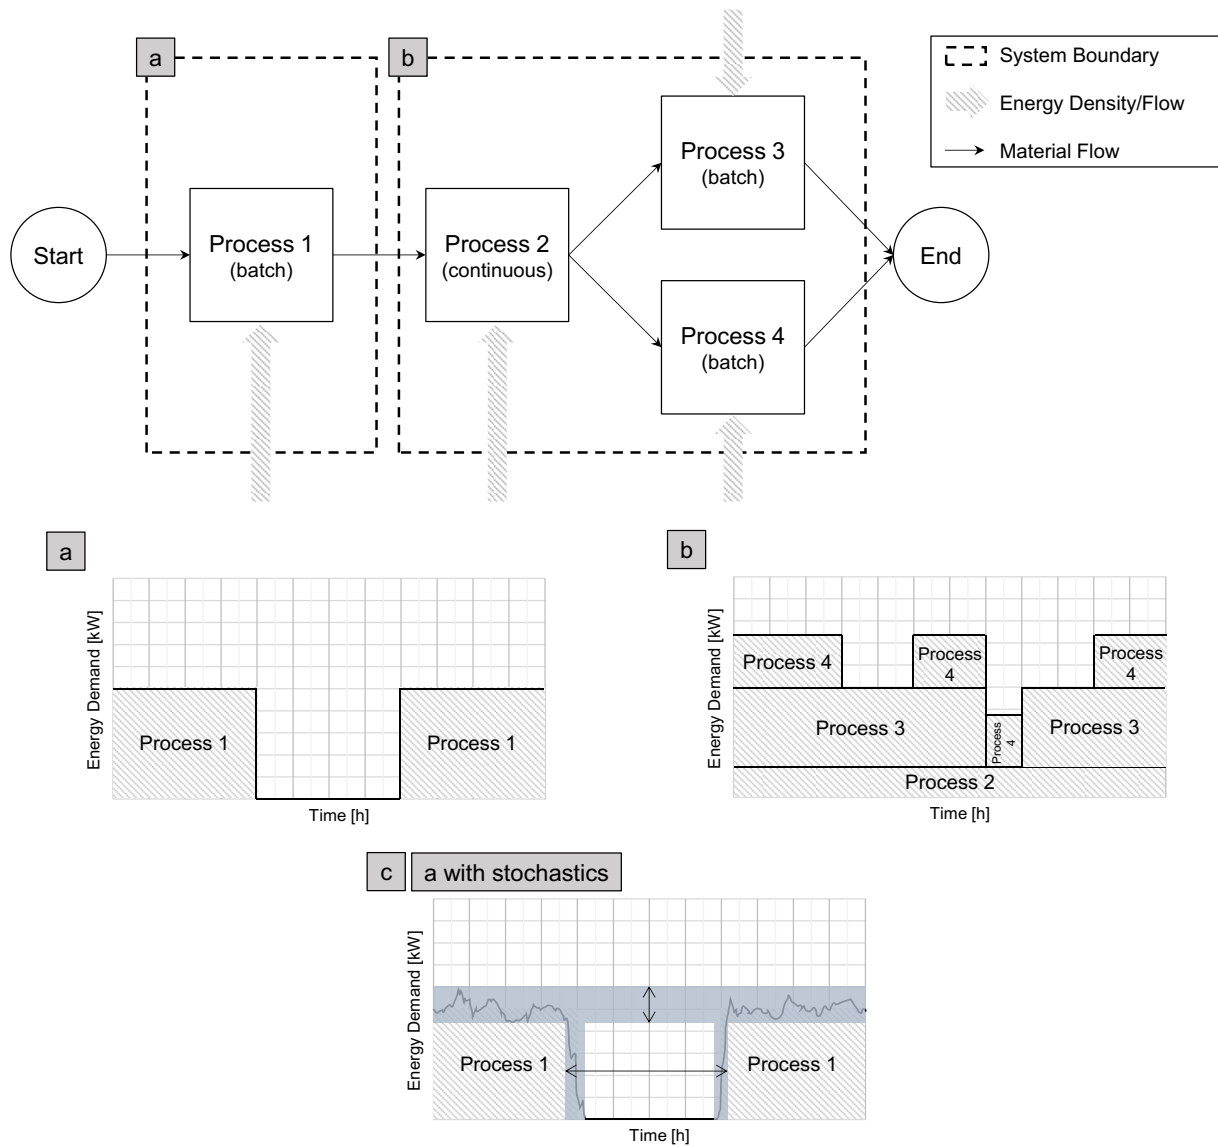 a
b
System Boundary
Energy Density/Flow
Material Flow
Process 3
(batch)
Start
Process 1
(batch)
Process 2
(continuous)
End
Process 4
(batch)
a
Energy Demand [kW]
Process 1
Process 1
Time [h]
b
Energy Demand [kW]
Process 4
Process
4
Process
4
Process 3
Process
4
Process 3
Process 2
Time [h]
c
a with stochastics
Energy Demand [kW]
Process 1
Process 1
Time [h]